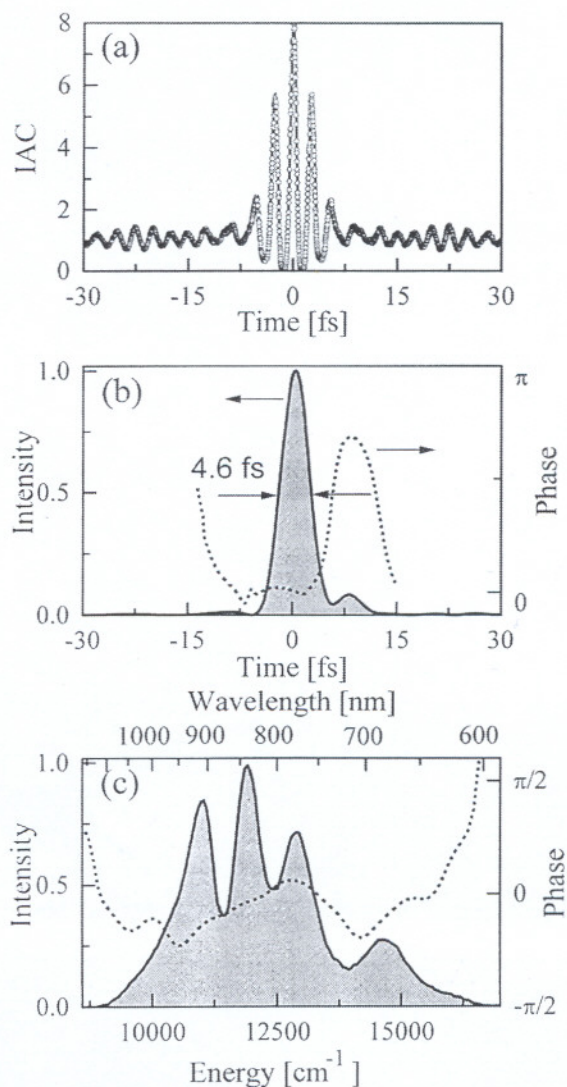 (a)
8
6
4
2
0
IAC
-30 -15 0 15 30
Time [fs]
(b)
1.0
0.5
0.0
Intensity
4.6 fs
π
0
Phase
-30 -15 0 15 30
Time [fs]
Wavelength [nm]
1000 900 800 700 600
(c)
1.0
0.5
0.0
Intensity
π/2
0
-π/2
Phase
10000 12500 15000
Energy [cm⁻¹]